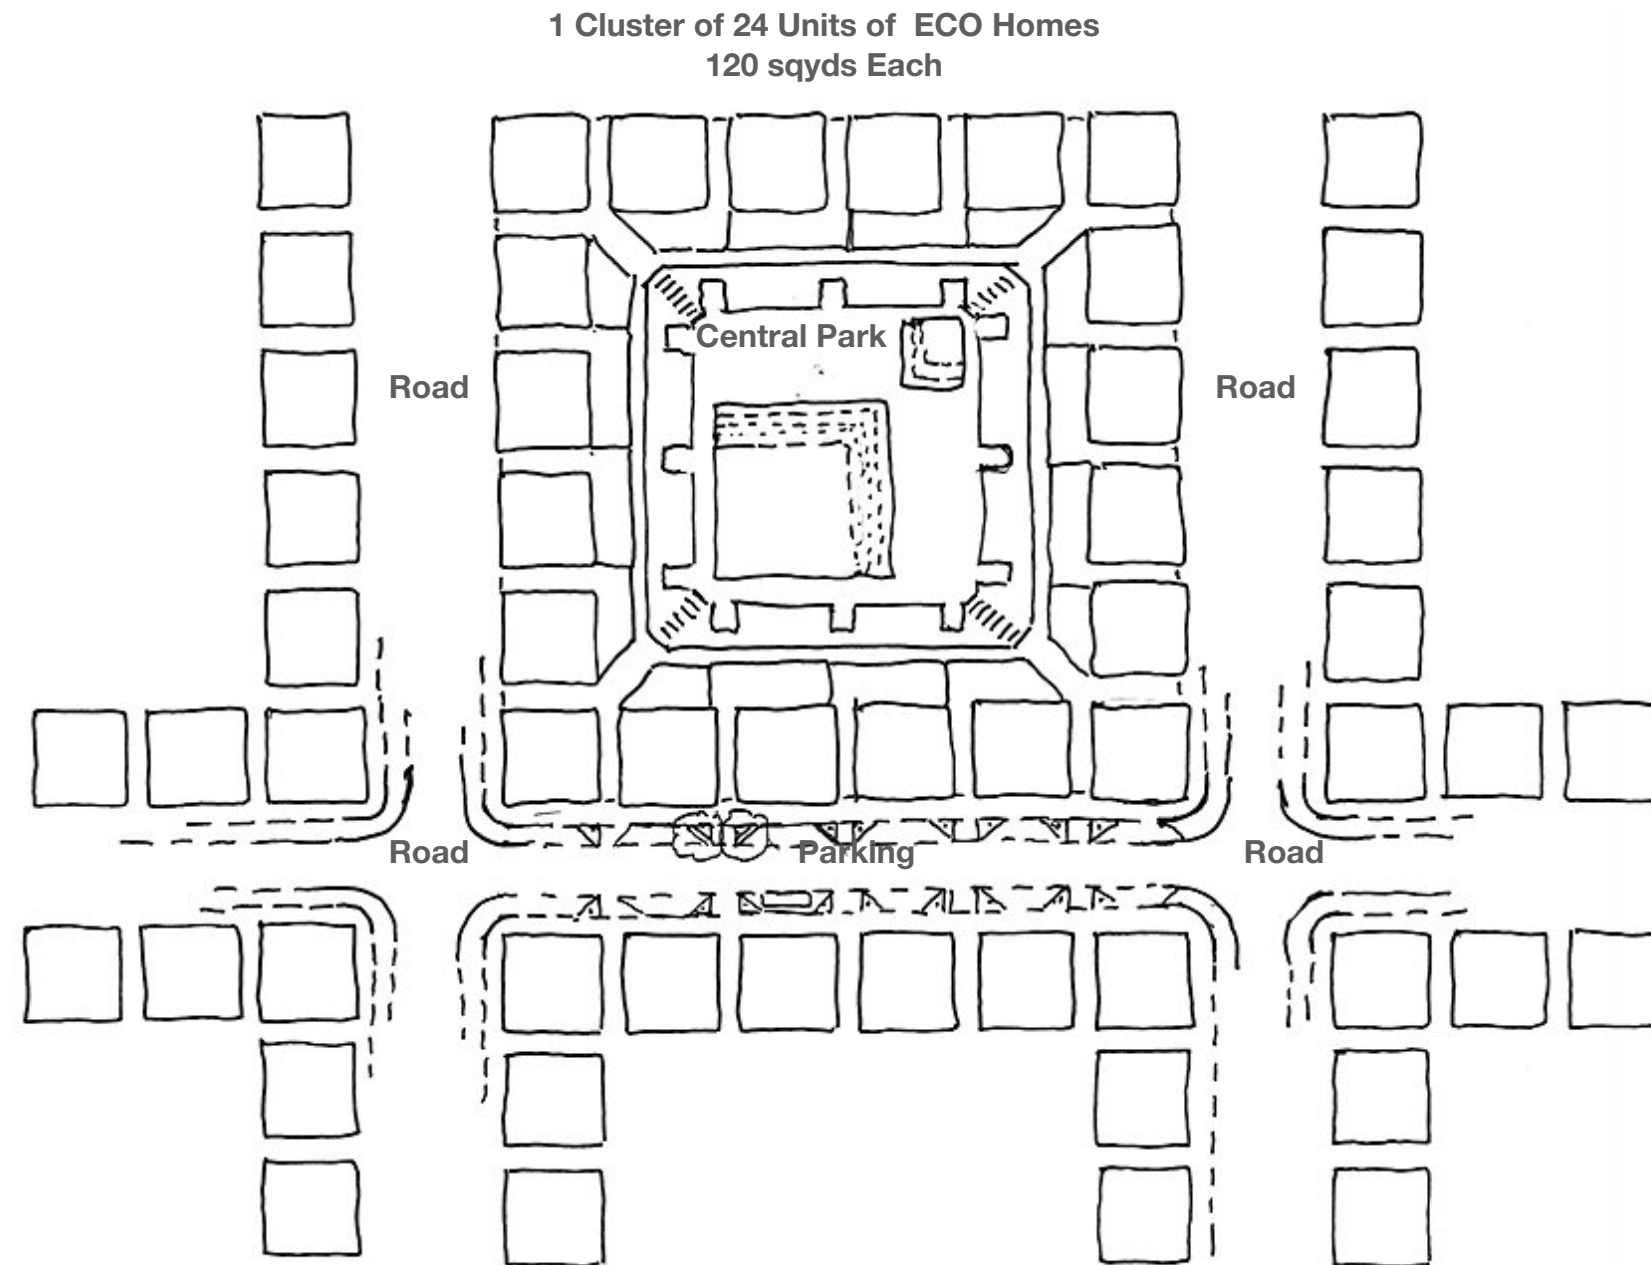 1 Cluster of 24 Units of ECO Homes
120 sqyds Each
Central Park
Road
Road
Road
Parking
Road